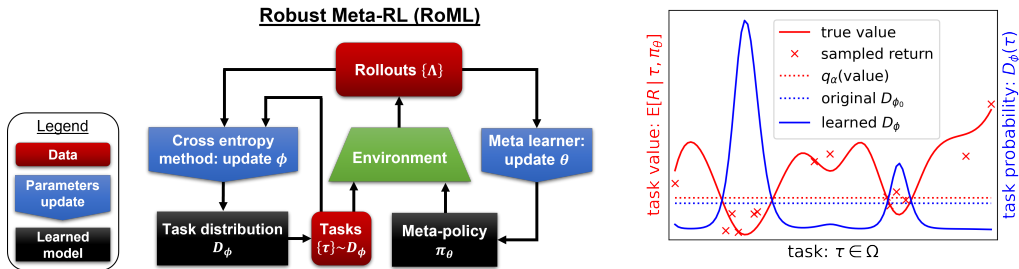 Robust Meta-RL (RoML)
Legend
Data
Parameters
update
Learned
model
Rollouts {Λ}
Cross entropy
method: update ϕ
Environment
Meta learner:
update θ
Task distribution
D_ϕ
Tasks
{τ}~D_ϕ
Meta-policy
π_θ
task value: E[R | τ, π_θ]
true value
sampled return
q_α(value)
original D_ϕ₀
learned D_ϕ
task: τ ∈ Ω
task probability: D_ϕ(τ)